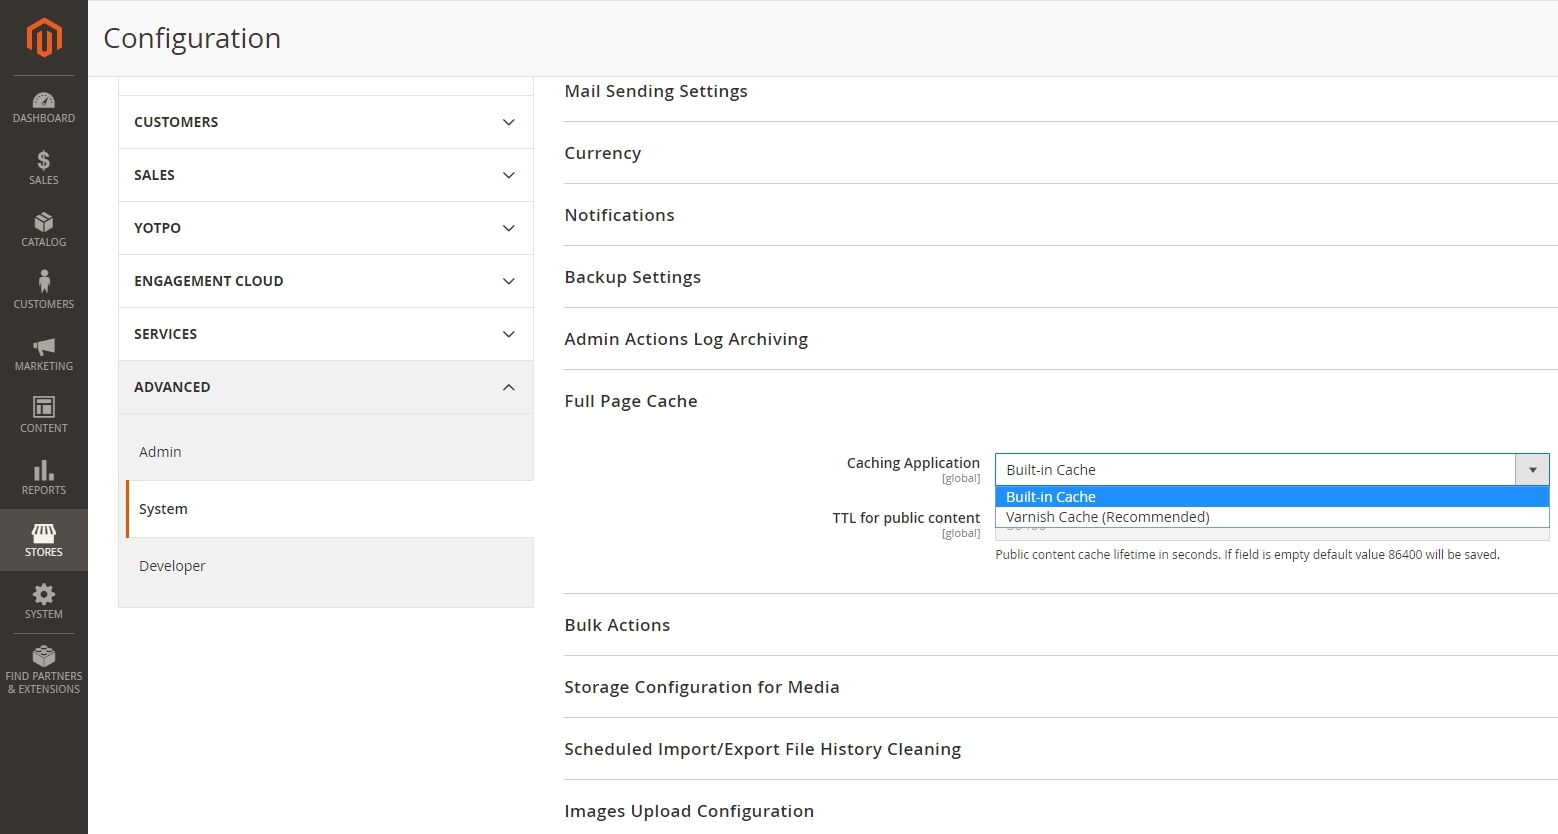 Configuration
DASHBOARD
SALES
CATALOG
CUSTOMERS
MARKETING
CONTENT
REPORTS
STORES
SYSTEM
FIND PARTNERS
& EXTENSIONS
CUSTOMERS
SALES
YOTPO
ENGAGEMENT CLOUD
SERVICES
ADVANCED
Admin
System
Developer
Mail Sending Settings
Currency
Notifications
Backup Settings
Admin Actions Log Archiving
Full Page Cache
Caching Application
[global]
Built-in Cache
Built-in Cache
Varnish Cache (Recommended)
TTL for public content
[global]
Public content cache lifetime in seconds. If field is empty default value 86400 will be saved.
Bulk Actions
Storage Configuration for Media
Scheduled Import/Export File History Cleaning
Images Upload Configuration